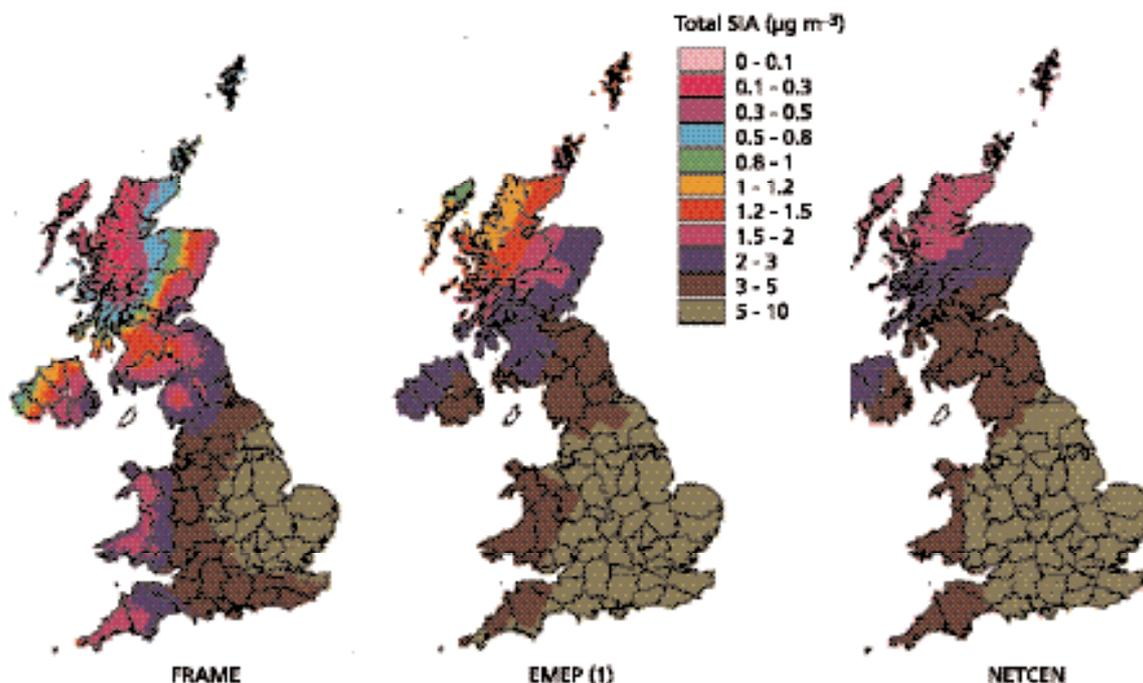 Total SIA (µg m⁻³)
0 - 0.1
0.1 - 0.3
0.3 - 0.5
0.5 - 0.8
0.8 - 1
1 - 1.2
1.2 - 1.5
1.5 - 2
2 - 3
3 - 5
5 - 10
FRAME
EMEP (1)
NETCEN